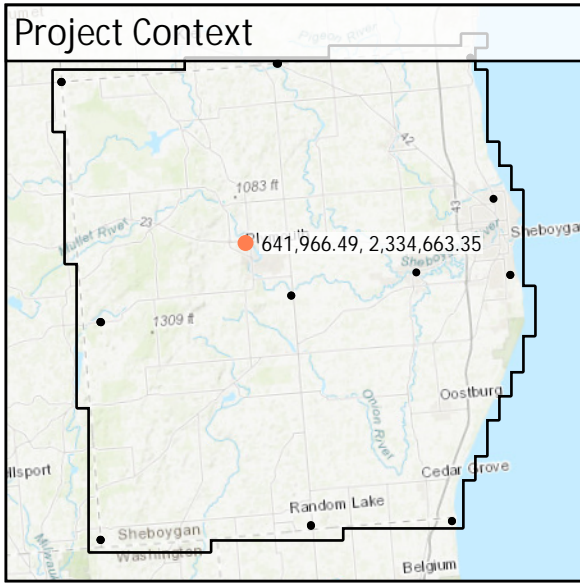 Project Context
Pigeon River
42
1083 ft
43
Mullet River
23
641,966.49, 2,334,663.35
Sheboygan
River
1309 ft
Onion River
Oostburg
Cedar Grove
Random Lake
Sheboygan
Washington
Belgium